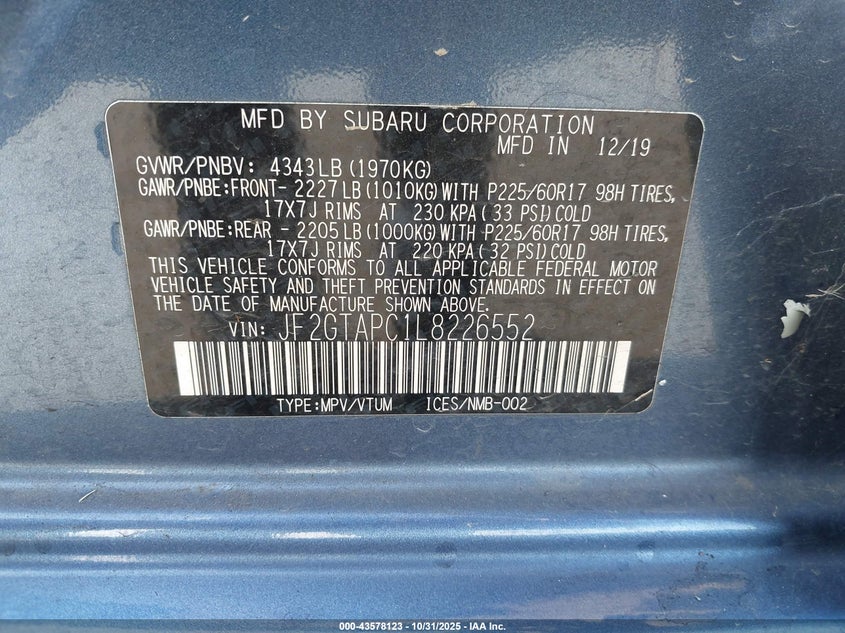 MFD BY SUBARU CORPORATION
MFD IN 12/19
GVWR/PNBV: 4343LB(1970KG)
GAWR/PNBE:FRONT- 2227LB(1010KG)WITH P225/60R17 98H TIRES,
17X7J RIMS AT 230 KPA(33 PSI)COLD
GAWR/PNBE:REAR - 2205LB(1000KG)WITH P225/60R17 98H TIRES,
17X7J RIMS AT 220 KPA(32 PSI)COLD
THIS VEHICLE CONFORMS TO ALL APPLICABLE FEDERAL MOTOR
VEHICLE SAFETY AND THEFT PREVENTION STANDARDS IN EFFECT ON
THE DATE OF MANUFACTURE SHOWN ABOVE.
VIN: JF2GTAPC1L8226552
TYPE:MPV/VTUM ICES/NMB-002
000-43578123 - 10/31/2025 - IAA Inc.